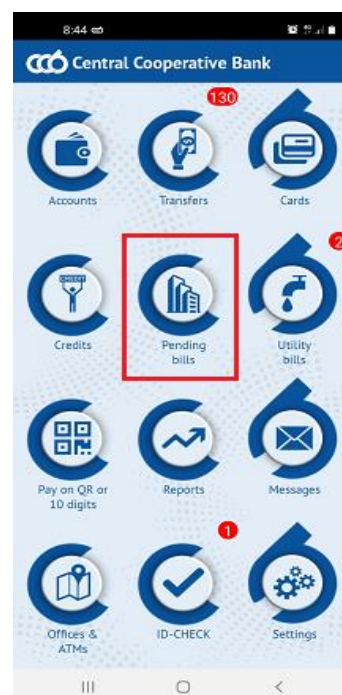 8:44
Central Cooperative Bank
130
Accounts
Transfers
Cards
2
CREDIT
Credits
Pending
bills
Utility
bills
Pay on QR or
10 digits
Reports
Messages
1
Offices &
ATMs
ID-CHECK
Settings